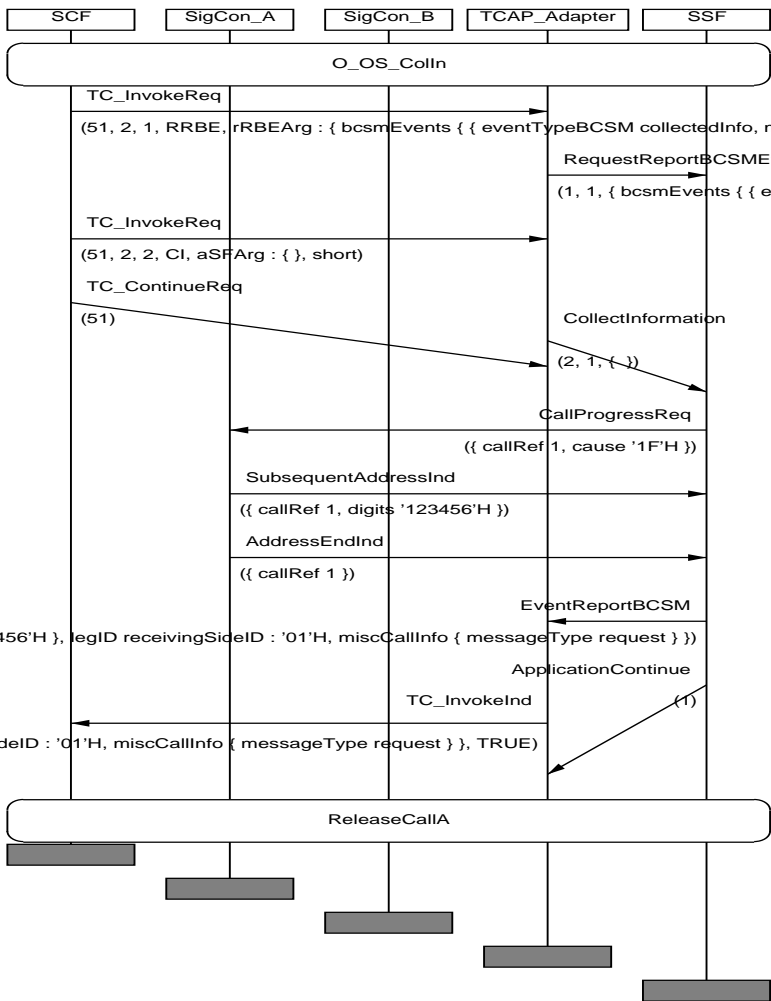 SCF SigCon_A SigCon_B TCAP_Adapter SSF
O_OS_ColIn
TC_InvokeReq
(51, 2, 1, RRBE, rRBEArg : { bcsmEvents { { eventTypeBCSM collectedInfo, m
RequestReportBCSME
(1, 1, { bcsmEvents { { e
TC_InvokeReq
(51, 2, 2, CI, aSFArg : { }, short)
TC_ContinueReq
(51)
CollectInformation
(2, 1, { })
CallProgressReq
({ callRef 1, cause '1F'H })
SubsequentAddressInd
({ callRef 1, digits '123456'H })
AddressEndInd
({ callRef 1 })
EventReportBCSM
456'H }, legID receivingSideID : '01'H, miscCallInfo { messageType request } })
ApplicationContinue
(1)
TC_InvokeInd
deID : '01'H, miscCallInfo { messageType request } }, TRUE)
ReleaseCallA